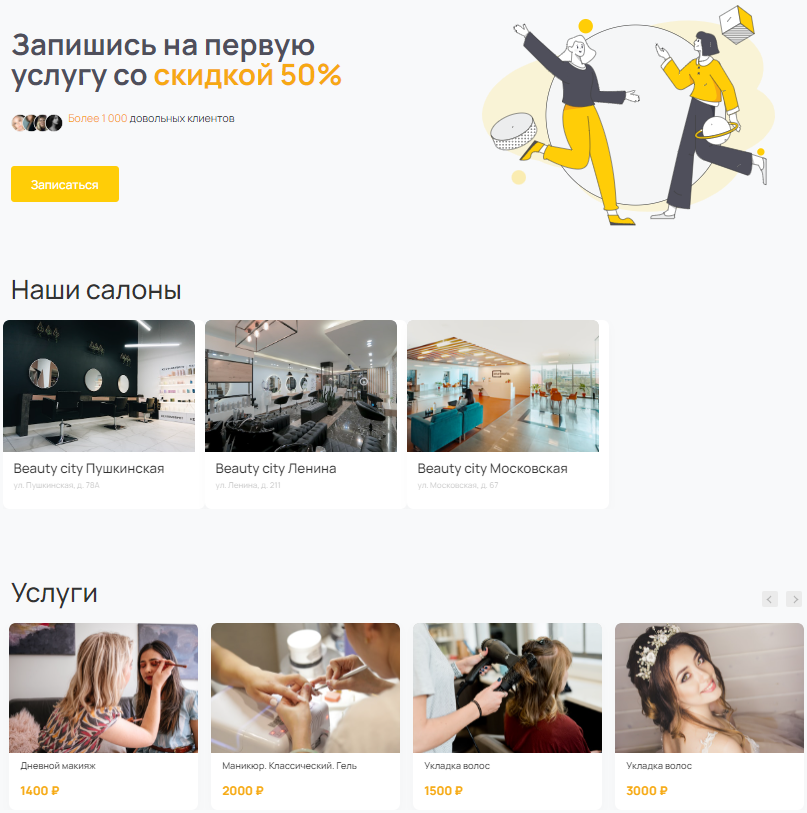 Запишись на первую
услугу со скидкой 50%
Более 1 000 довольных клиентов
Записаться
Наши салоны
Beauty city Пушкинская
ул. Пушкинская, д. 78А
Beauty city Ленина
ул. Ленина, д. 211
Beauty city Московская
ул. Московская, д. 67
Услуги
Дневной макияж
1400 ₽
Маникюр. Классический. Гель
2000 ₽
Укладка волос
1500 ₽
Укладка волос
3000 ₽